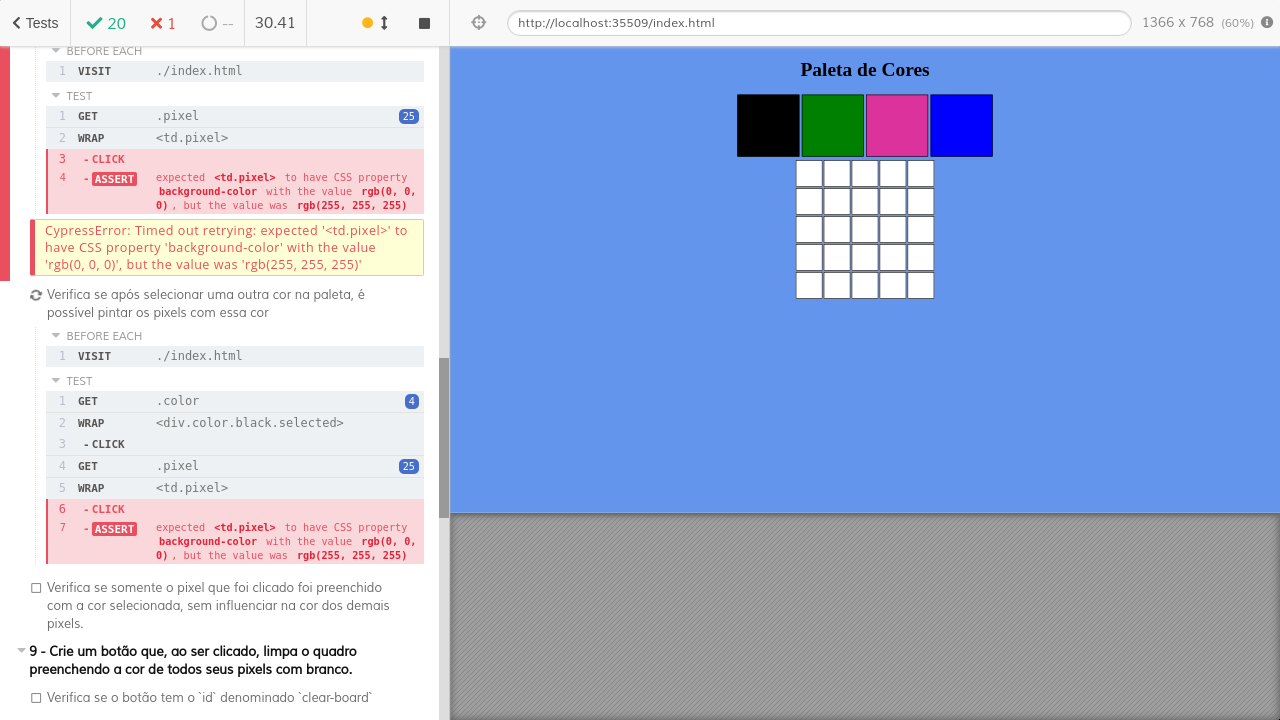 Tests
20
1
--
30.41
http://localhost:35509/index.html
1366 x 768 (60%)
BEFORE EACH
1 VISIT ./index.html
TEST
1 GET .pixel 25
2 WRAP <td.pixel>
3 - CLICK
4 - ASSERT expected <td.pixel> to have CSS property
background-color with the value rgb(0, 0,
0) , but the value was rgb(255, 255, 255)
CypressError: Timed out retrying: expected '<td.pixel>' to
have CSS property 'background-color' with the value
'rgb(0, 0, 0)', but the value was 'rgb(255, 255, 255)'
Verifica se após selecionar uma outra cor na paleta, é
possível pintar os pixels com essa cor
BEFORE EACH
1 VISIT ./index.html
TEST
1 GET .color 4
2 WRAP <div.color.black.selected>
3 - CLICK
4 GET .pixel 25
5 WRAP <td.pixel>
6 - CLICK
7 - ASSERT expected <td.pixel> to have CSS property
background-color with the value rgb(0, 0,
0) , but the value was rgb(255, 255, 255)
Verifica se somente o pixel que foi clicado foi preenchido
com a cor selecionada, sem influenciar na cor dos demais
pixels.
9 - Crie um botão que, ao ser clicado, limpa o quadro
preenchendo a cor de todos seus pixels com branco.
Verifica se o botão tem o `id` denominado `clear-board`
Paleta de Cores